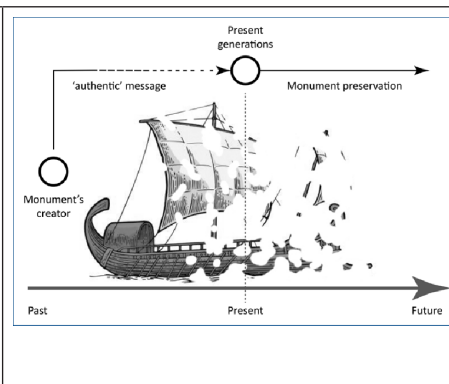 Present
generations
'authentic' message
Monument preservation
Monument's
creator
Past
Present
Future